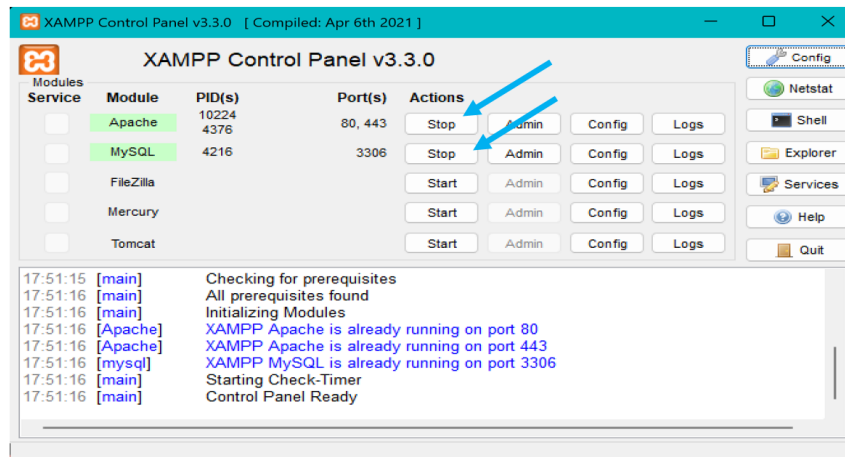 XAMPP Control Panel v3.3.0 [ Compiled: Apr 6th 2021 ]
XAMPP Control Panel v3.3.0
Config
Modules
Service Module PID(s) Port(s) Actions
Netstat
Apache 10224 4376 80, 443 Stop Admin Config Logs
Shell
MySQL 4216 3306 Stop Admin Config Logs
Explorer
FileZilla Start Admin Config Logs
Services
Mercury Start Admin Config Logs
Help
Tomcat Start Admin Config Logs
Quit
17:51:15 [main] Checking for prerequisites
17:51:16 [main] All prerequisites found
17:51:16 [main] Initializing Modules
17:51:16 [Apache] XAMPP Apache is already running on port 80
17:51:16 [Apache] XAMPP Apache is already running on port 443
17:51:16 [mysql] XAMPP MySQL is already running on port 3306
17:51:16 [main] Starting Check-Timer
17:51:16 [main] Control Panel Ready